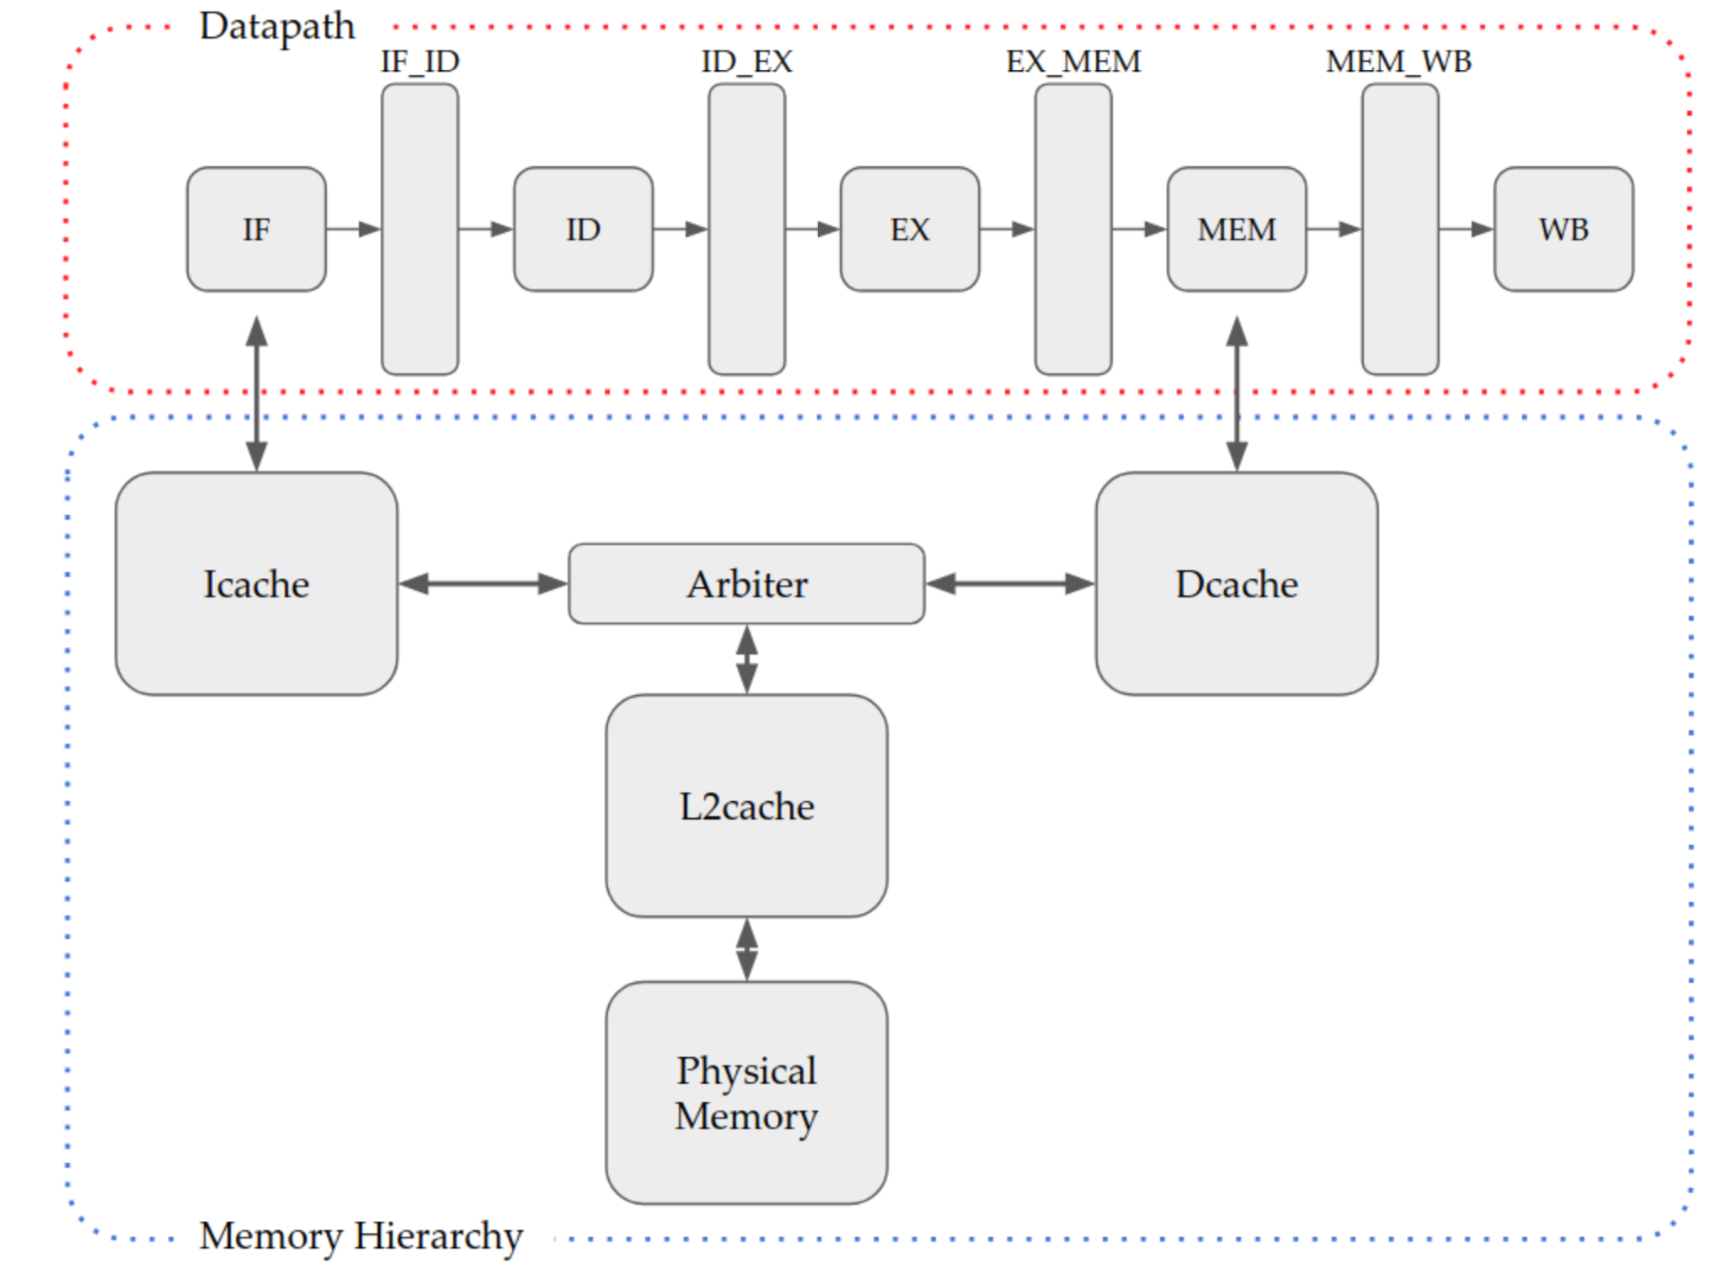 Datapath
IF_ID
ID_EX
EX_MEM
MEM_WB
IF
ID
EX
MEM
WB
Icache
Arbiter
Dcache
L2cache
Physical
Memory
Memory Hierarchy